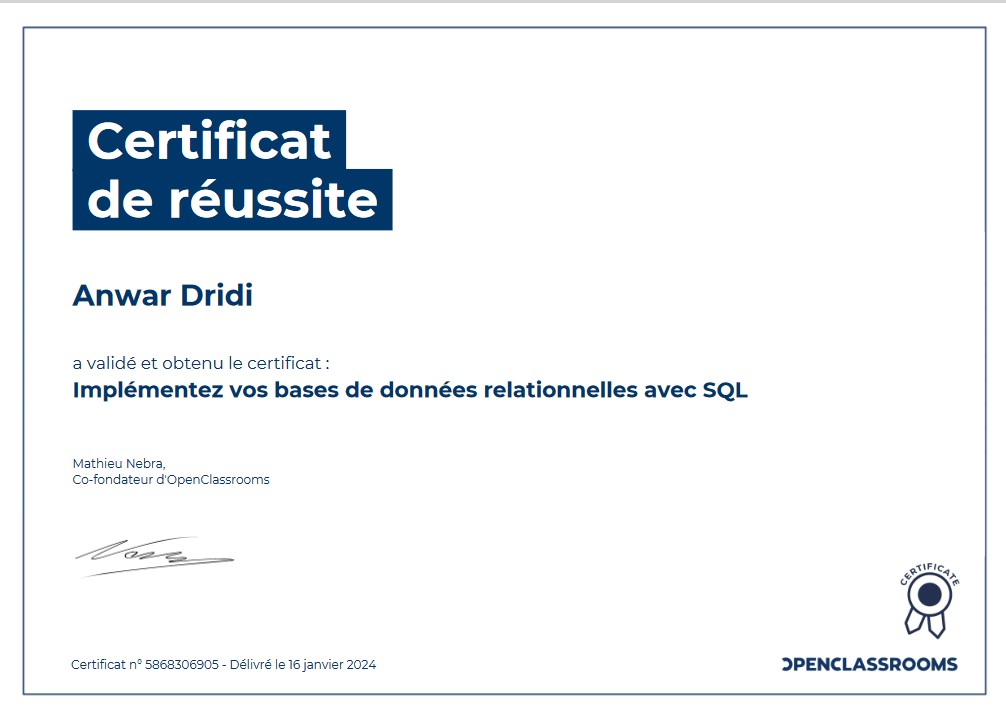 Certificat
de réussite
Anwar Dridi
a validé et obtenu le certificat :
Implémentez vos bases de données relationnelles avec SQL
Mathieu Nebra,
Co-fondateur d'OpenClassrooms
CERTIFICATE
Certificat n° 5868306905 - Délivré le 16 janvier 2024
OPENCLASSROOMS